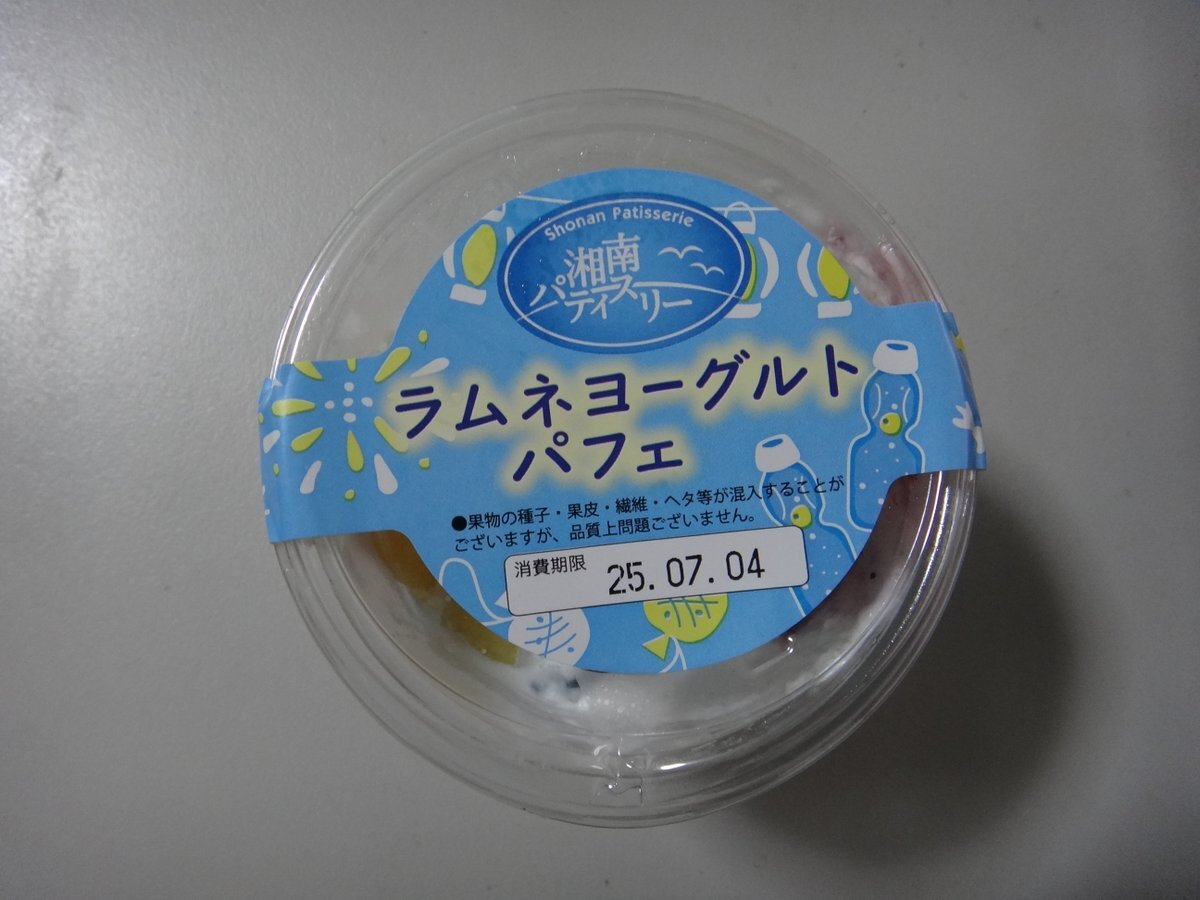 Shonan Patisserie
湘南
パティスリー
ラムネヨーグルト
パフェ
●果物の種子・果皮・繊維・ヘタ等が混入することが
ございますが、品質上問題ございません。
消費期限 25.07.04